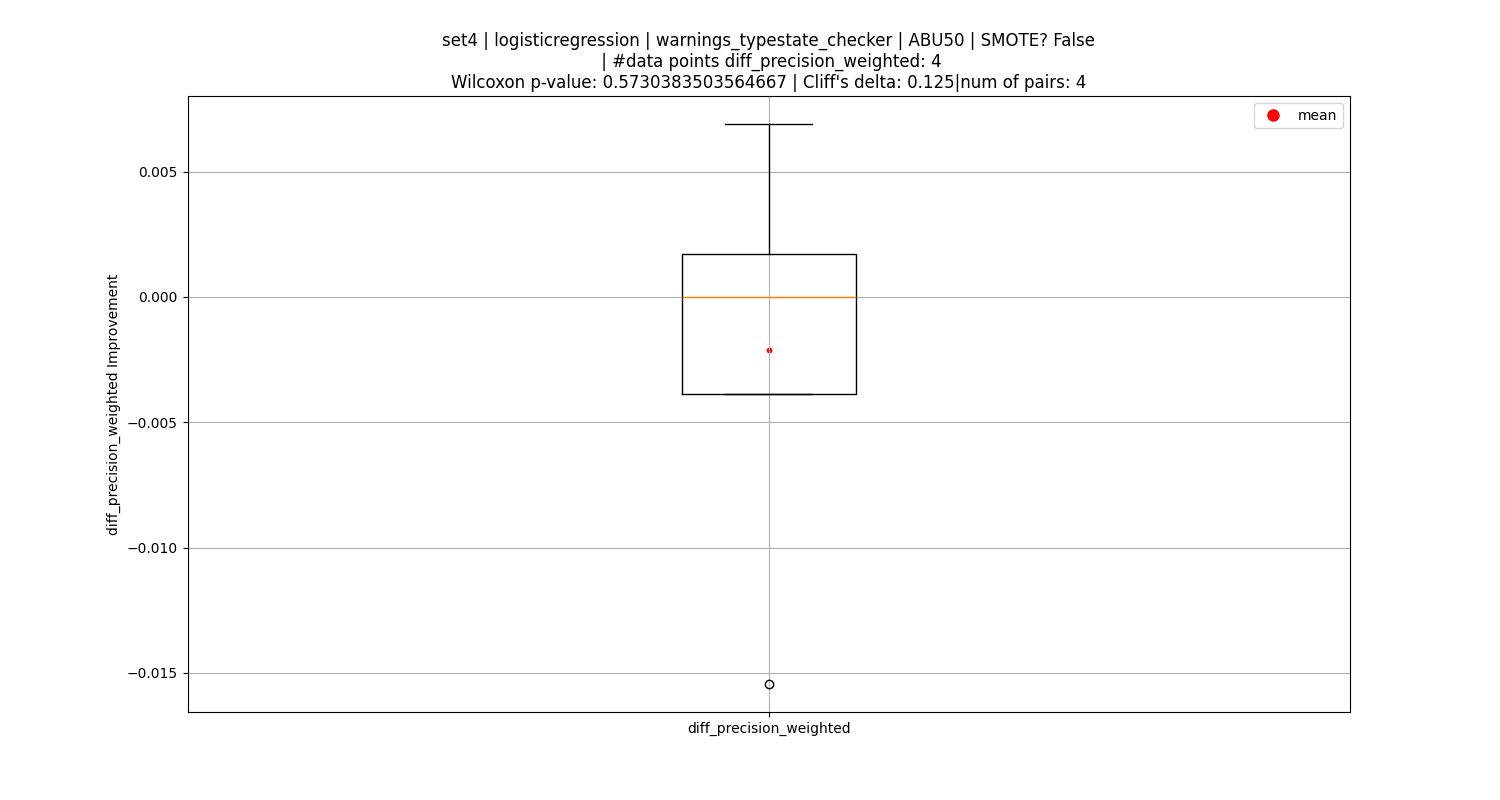 set4 | logisticregression | warnings_typestate_checker | ABU50 | SMOTE? False
| #data points diff_precision_weighted: 4
Wilcoxon p-value: 0.5730383503564667 | Cliff's delta: 0.125|num of pairs: 4
mean
0.005
0.000
−0.005
−0.010
−0.015
diff_precision_weighted Improvement
diff_precision_weighted